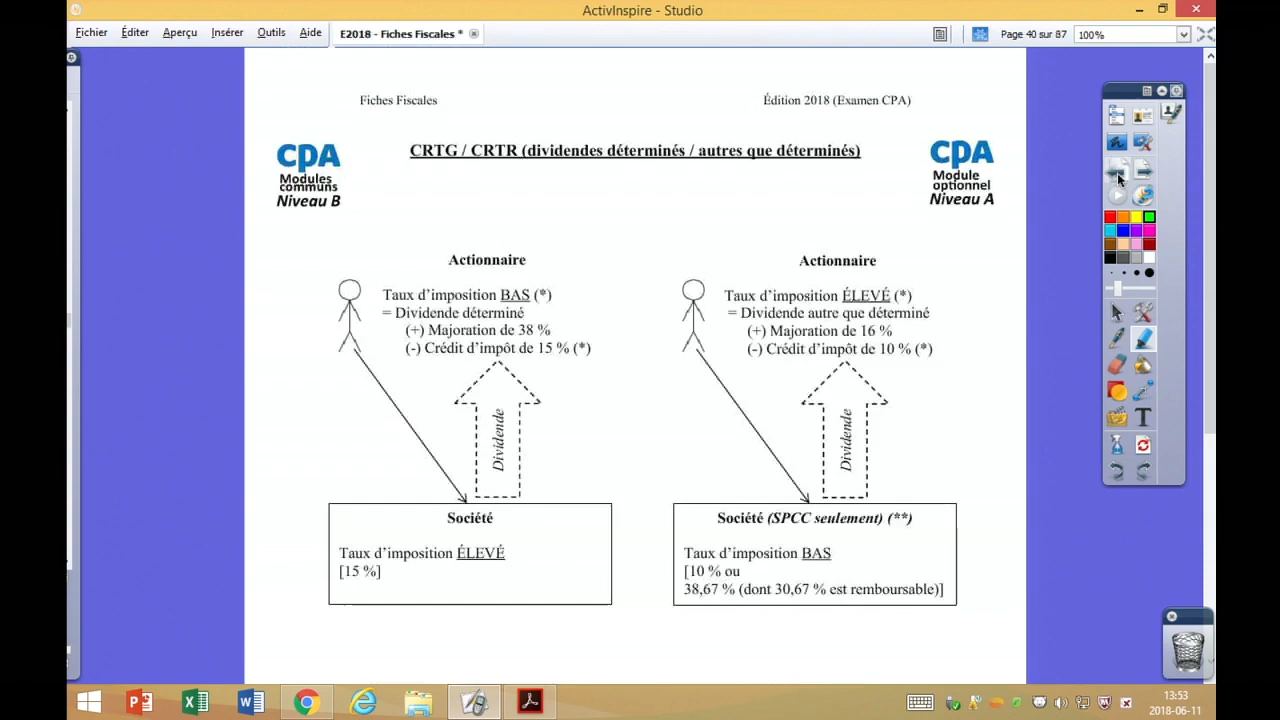 ActivInspire - Studio
Fichier Éditer Aperçu Insérer Outils Aide
E2018 - Fiches Fiscales *
Page 40 sur 87
100%
Fiches Fiscales
Édition 2018 (Examen CPA)
CPA
Modules
communs
Niveau B
CRTG / CRTR (dividendes déterminés / autres que déterminés)
CPA
Module
optionnel
Niveau A
Actionnaire
Taux d'imposition BAS (*)
= Dividende déterminé
(+) Majoration de 38 %
(-) Crédit d'impôt de 15 % (*)
Dividende
Société
Taux d'imposition ÉLEVÉ
[15 %]
Actionnaire
Taux d'imposition ÉLEVÉ (*)
= Dividende autre que déterminé
(+) Majoration de 16 %
(-) Crédit d'impôt de 10 % (*)
Dividende
Société (SPCC seulement) (**)
Taux d'imposition BAS
[10 % ou
38,67 % (dont 30,67 % est remboursable)]
13:53
2018-06-11